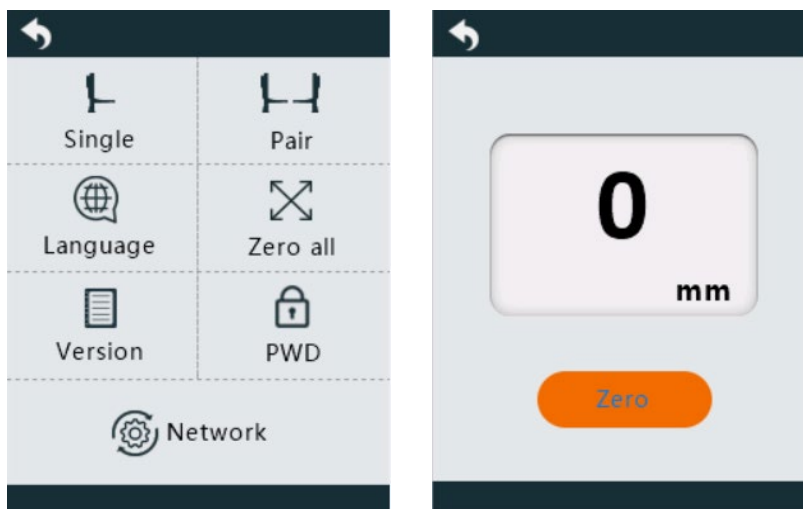 Single
Pair
Language
Zero all
Version
PWD
Network
0
mm
Zero